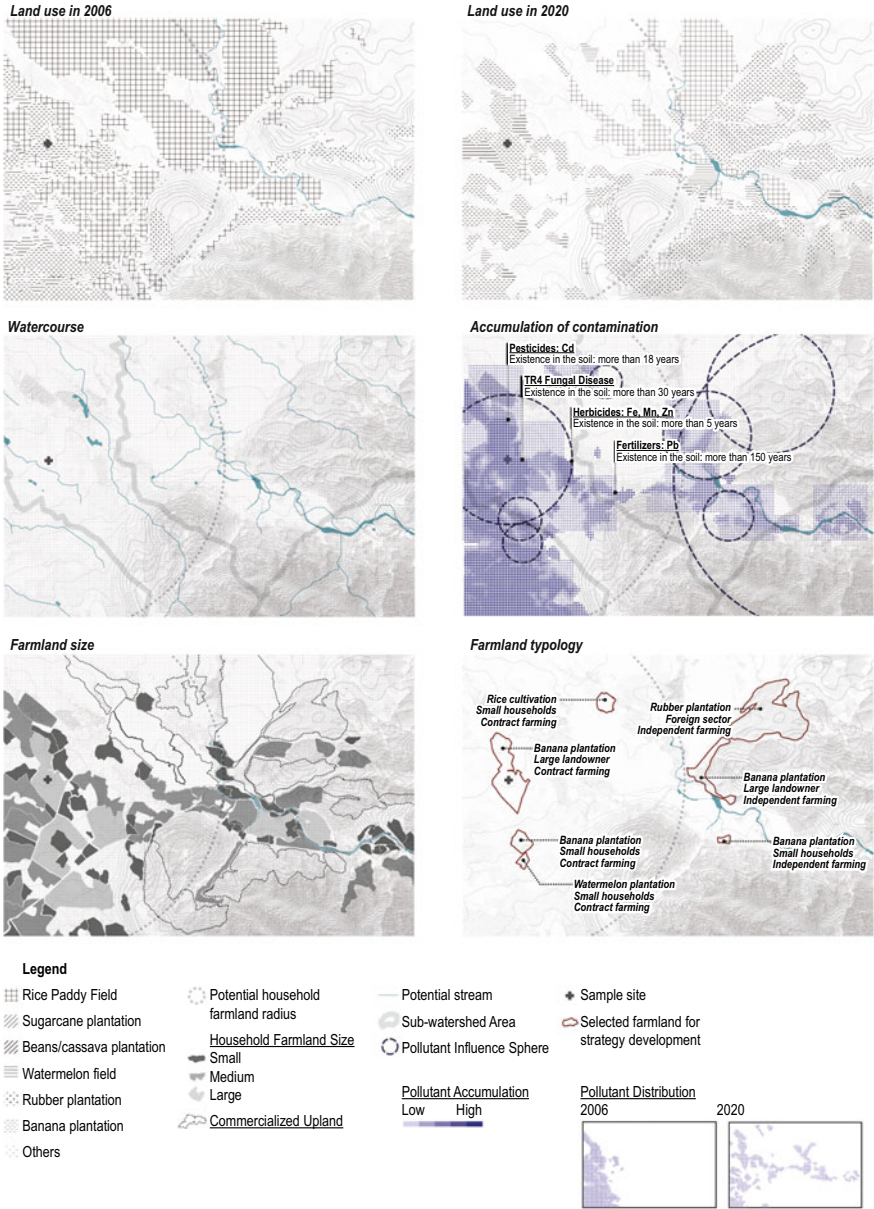 Land use in 2006
Land use in 2020
Watercourse
Accumulation of contamination
Pesticides: Cd
Existence in the soil: more than 18 years
TR4 Fungal Disease
Existence in the soil: more than 30 years
Herbicides: Fe, Mn, Zn
Existence in the soil: more than 5 years
Fertilizers: Pb
Existence in the soil: more than 150 years
Farmland size
Farmland typology
Rice cultivation
Small households
Contract farming
Rubber plantation
Foreign sector
Independent farming
Banana plantation
Large landowner
Contract farming
Banana plantation
Large landowner
Independent farming
Banana plantation
Small households
Contract farming
Banana plantation
Small households
Independent farming
Watermelon plantation
Small households
Contract farming
Legend
Rice Paddy Field
Sugarcane plantation
Beans/cassava plantation
Watermelon field
Rubber plantation
Banana plantation
Others
Potential household
farmland radius
Household Farmland Size
Small
Medium
Large
Commercialized Upland
Potential stream
Sub-watershed Area
Pollutant Influence Sphere
Sample site
Selected farmland for
strategy development
Pollutant Accumulation
Low High
Pollutant Distribution
2006 2020